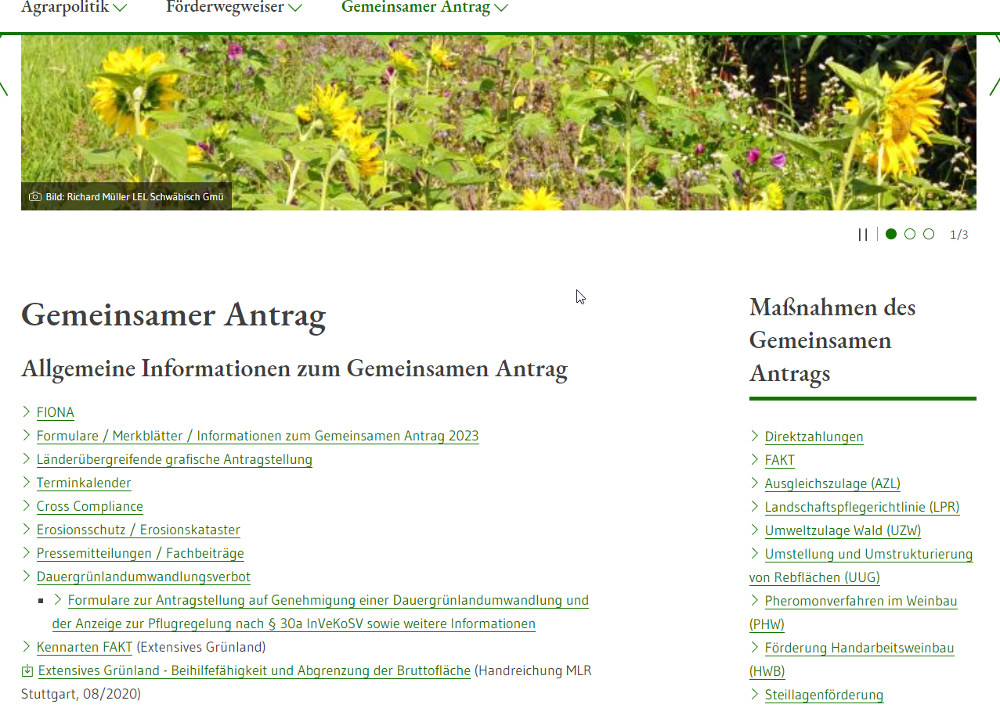 Agrarpolitik Förderwegweiser Gemeinsamer Antrag
Bild: Richard Müller LEL Schwäbisch Gmü
1/3
Gemeinsamer Antrag
Allgemeine Informationen zum Gemeinsamen Antrag
FIONA
Formulare / Merkblätter / Informationen zum Gemeinsamen Antrag 2023
Länderübergreifende grafische Antragstellung
Terminkalender
Cross Compliance
Erosionsschutz / Erosionskataster
Pressemitteilungen / Fachbeiträge
Dauergrünlandumwandlungsverbot
Formulare zur Antragstellung auf Genehmigung einer Dauergrünlandumwandlung und
der Anzeige zur Pflugregelung nach § 30a InVeKoSV sowie weitere Informationen
Kennarten FAKT (Extensives Grünland)
Extensives Grünland - Beihilfefähigkeit und Abgrenzung der Bruttofläche (Handreichung MLR
Stuttgart, 08/2020)
Maßnahmen des
Gemeinsamen
Antrags
Direktzahlungen
FAKT
Ausgleichszulage (AZL)
Landschaftspflegerichtlinie (LPR)
Umweltzulage Wald (UZW)
Umstellung und Umstrukturierung
von Rebflächen (UUG)
Pheromonverfahren im Weinbau
(PHW)
Förderung Handarbeitsweinbau
(HWB)
Steillagenförderung